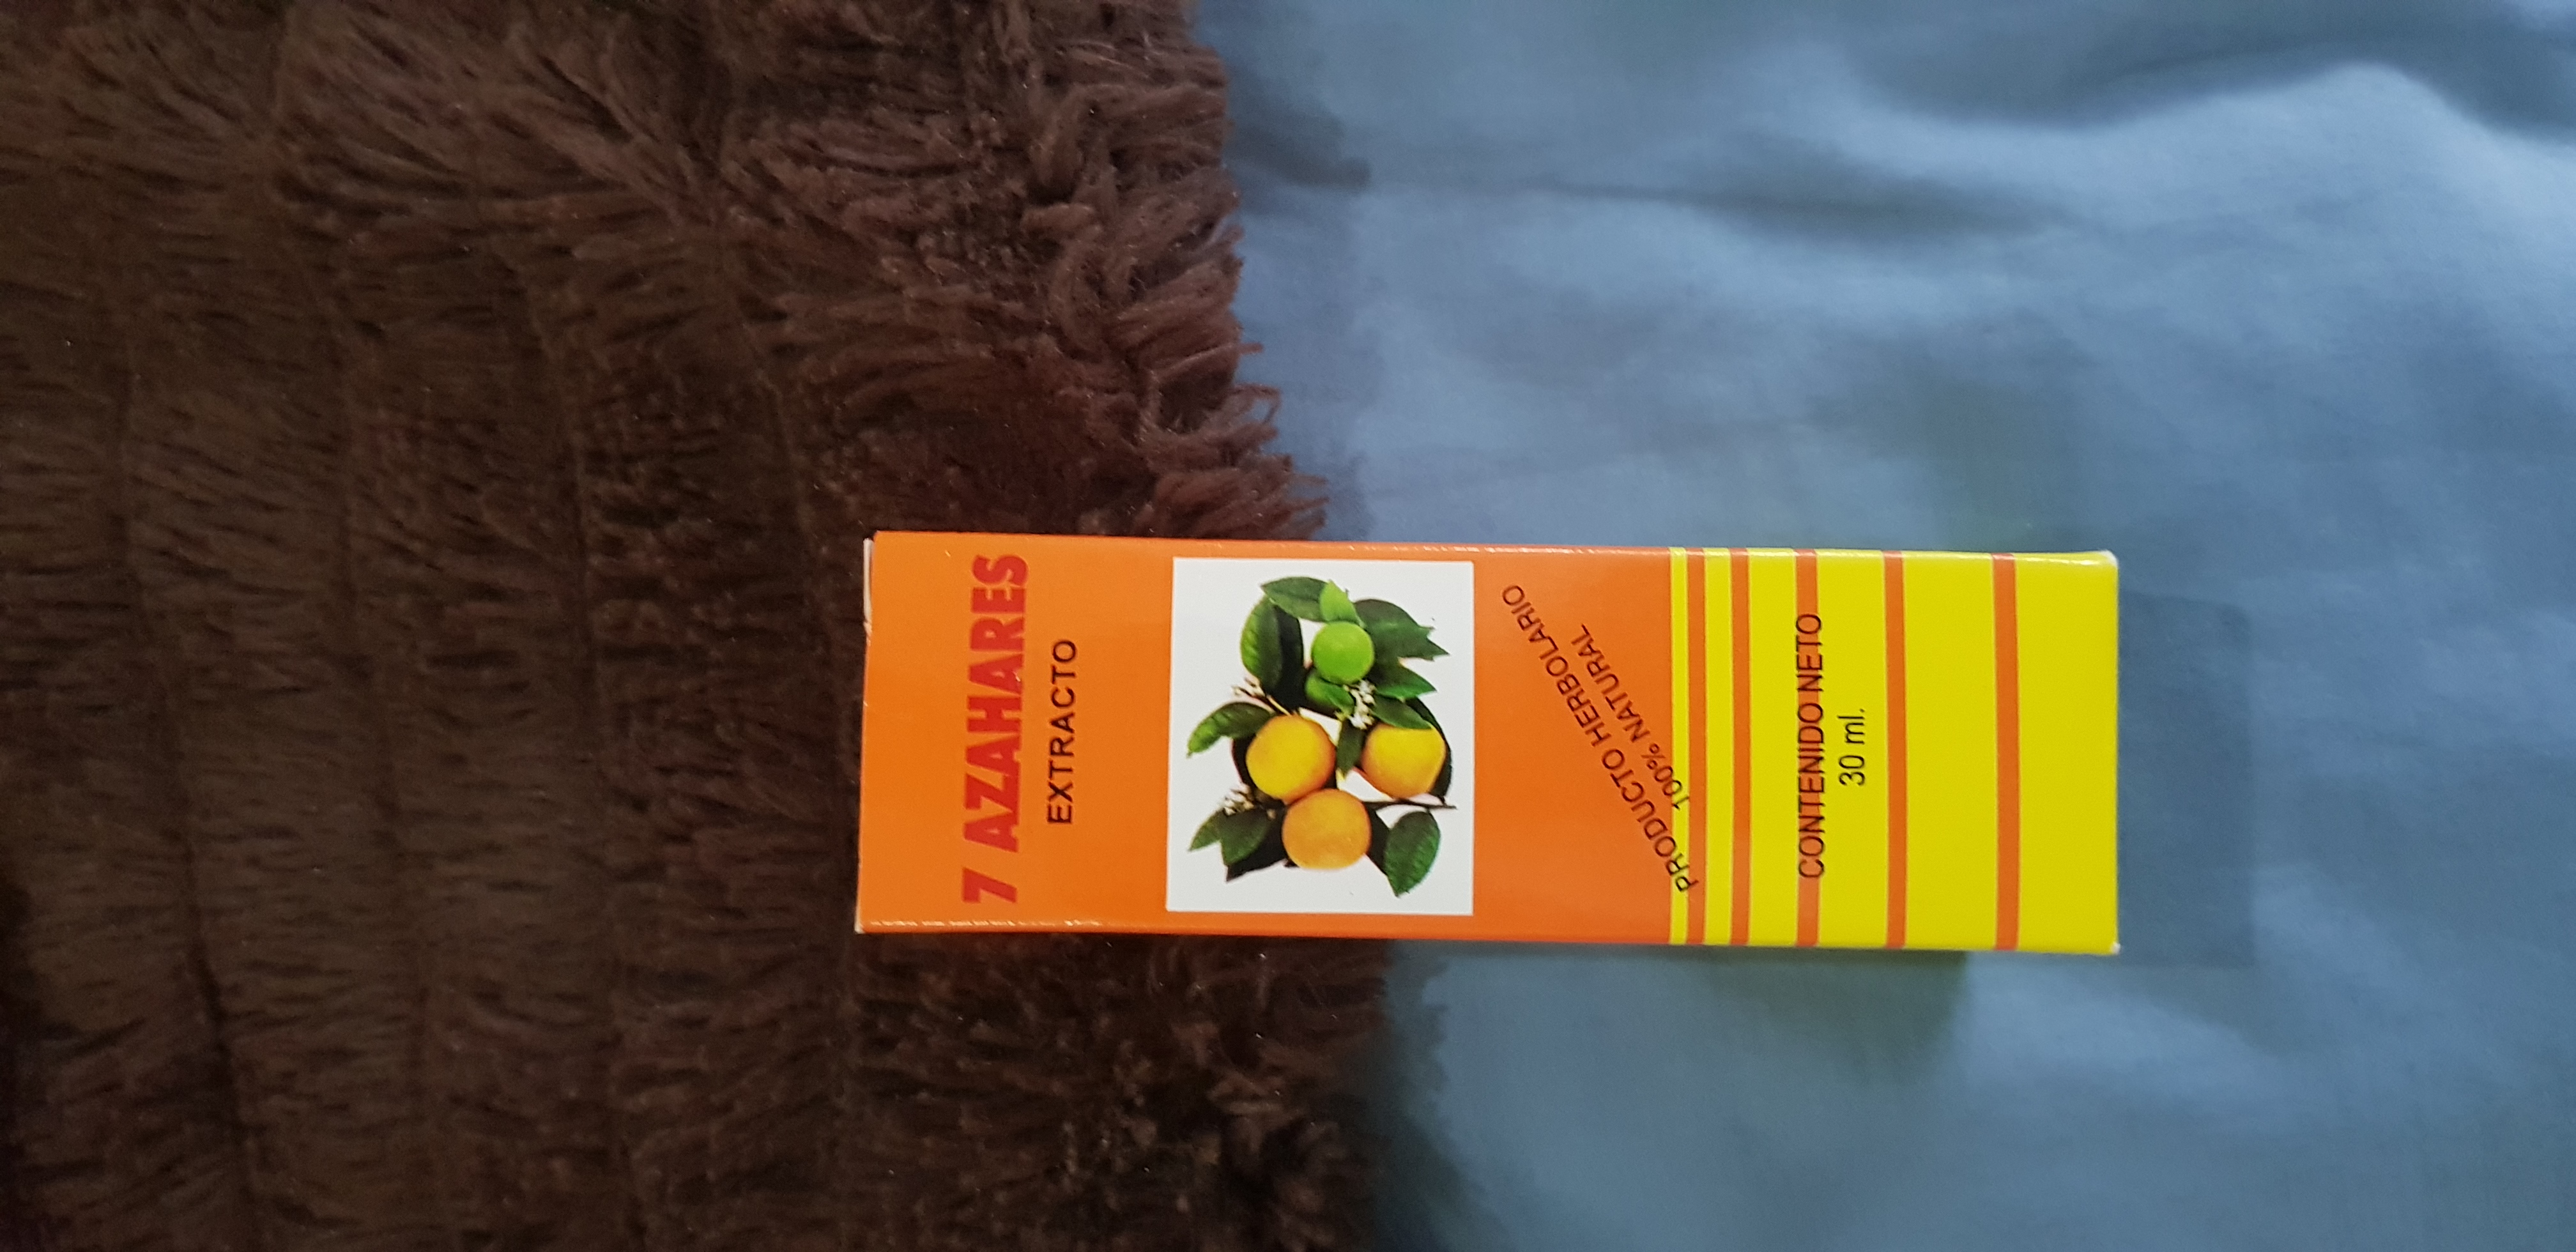 7 AZAHARES
EXTRACTO
PRODUCTO HERBOLARIO
100% NATURAL
CONTENIDO NETO
30 ml.